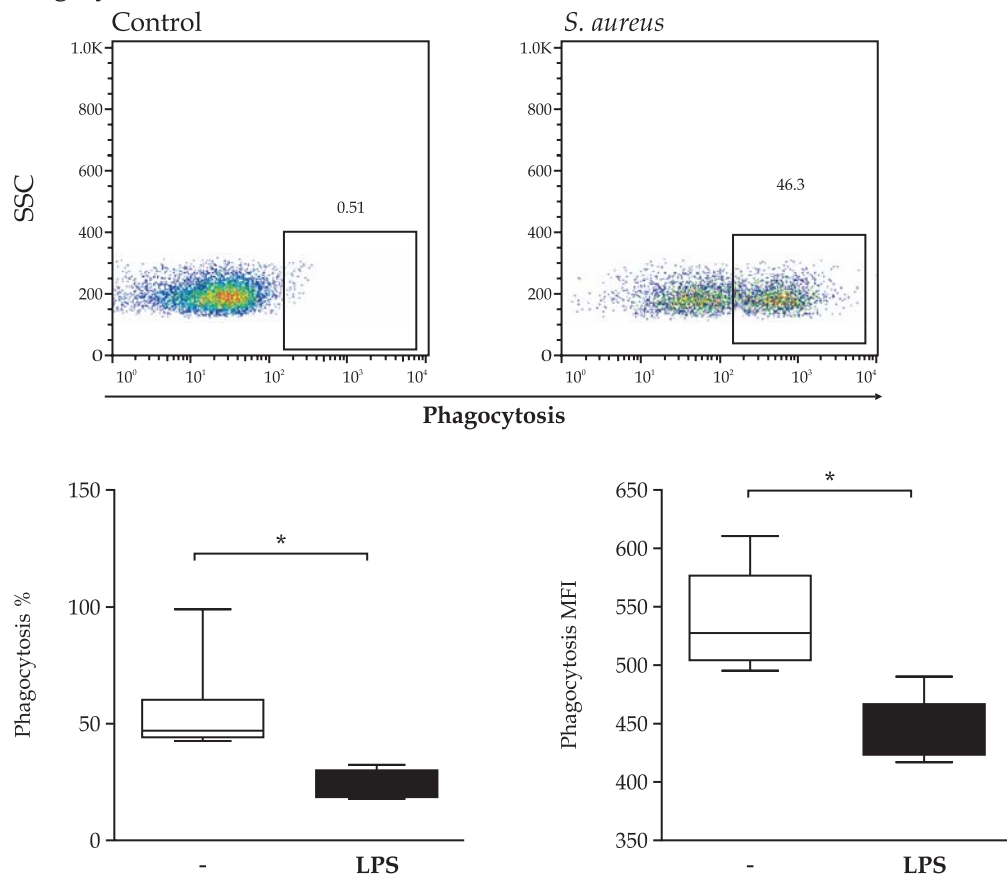 Control
S. aureus
1.0K
800
600
400
200
0
SSC
0.51
10⁰ 10¹ 10² 10³ 10⁴
1.0K
800
600
400
200
0
46.3
10⁰ 10¹ 10² 10³ 10⁴
Phagocytosis
150
100
50
0
Phagocytosis %
*
- LPS
650
600
550
500
450
400
350
Phagocytosis MFI
*
- LPS